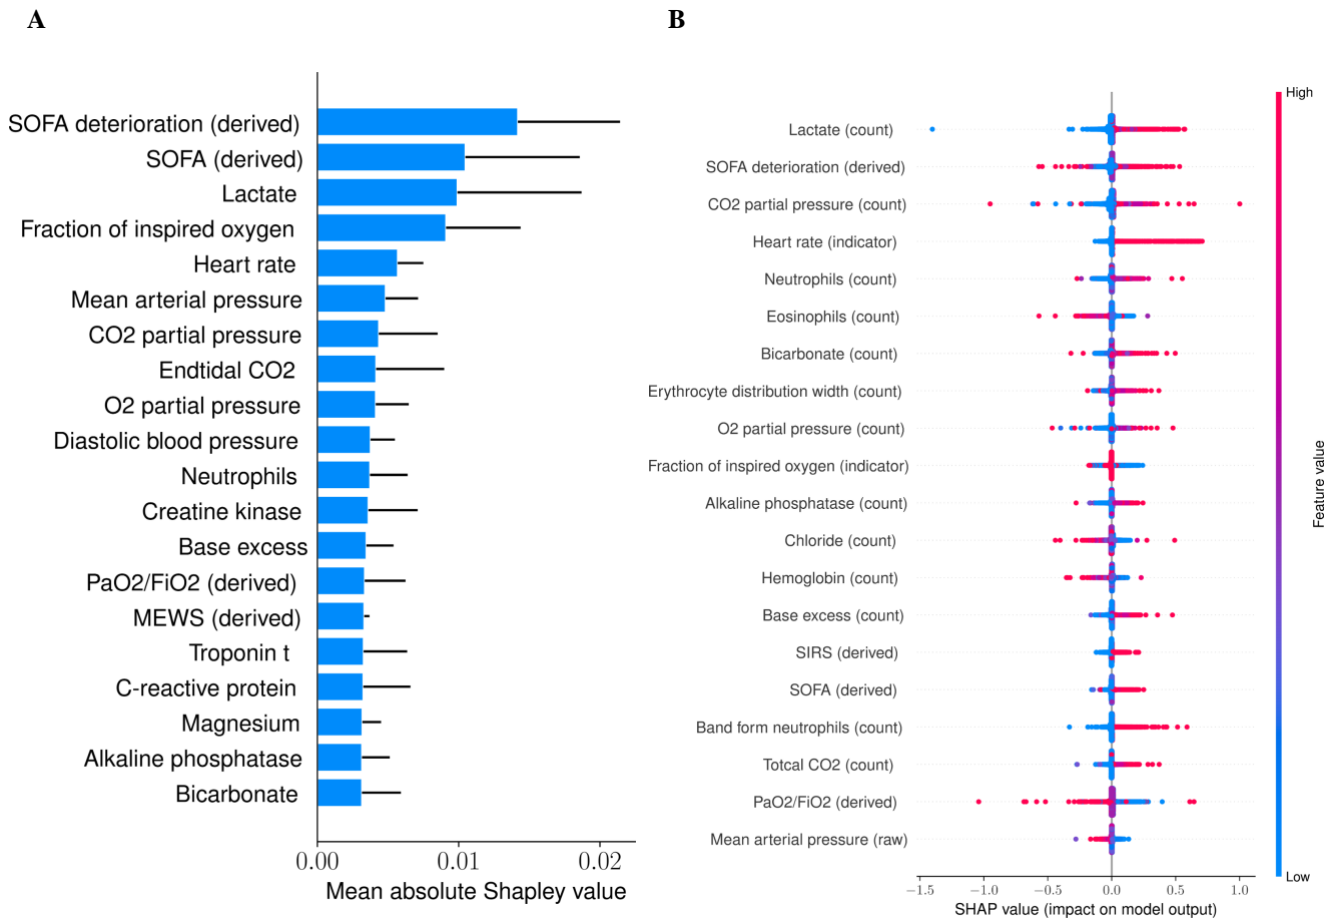 A
SOFA deterioration (derived)
SOFA (derived)
Lactate
Fraction of inspired oxygen
Heart rate
Mean arterial pressure
CO2 partial pressure
Endtidal CO2
O2 partial pressure
Diastolic blood pressure
Neutrophils
Creatine kinase
Base excess
PaO2/FiO2 (derived)
MEWS (derived)
Troponin t
C-reactive protein
Magnesium
Alkaline phosphatase
Bicarbonate
0.00 0.01 0.02
Mean absolute Shapley value
B
Lactate (count)
SOFA deterioration (derived)
CO2 partial pressure (count)
Heart rate (indicator)
Neutrophils (count)
Eosinophils (count)
Bicarbonate (count)
Erythrocyte distribution width (count)
O2 partial pressure (count)
Fraction of inspired oxygen (indicator)
Alkaline phosphatase (count)
Chloride (count)
Hemoglobin (count)
Base excess (count)
SIRS (derived)
SOFA (derived)
Band form neutrophils (count)
Totcal CO2 (count)
PaO2/FiO2 (derived)
Mean arterial pressure (raw)
−1.5 −1.0 −0.5 0.0 0.5 1.0
SHAP value (impact on model output)
High
Feature value
Low